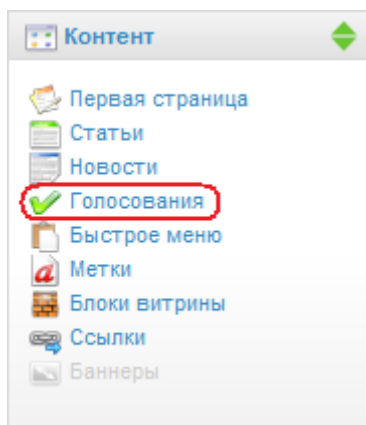 Контент
Первая страница
Статьи
Новости
Голосования
Быстрое меню
Метки
Блоки витрины
Ссылки
Баннеры